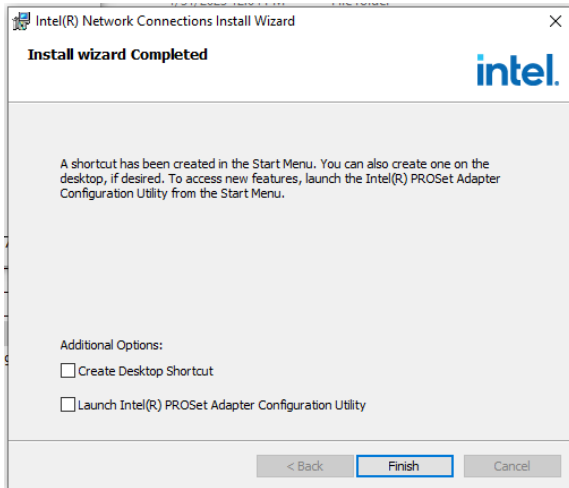 Intel(R) Network Connections Install Wizard
Install wizard Completed
intel.
A shortcut has been created in the Start Menu. You can also create one on the
desktop, if desired. To access new features, launch the Intel(R) PROSet Adapter
Configuration Utility from the Start Menu.
Additional Options:
Create Desktop Shortcut
Launch Intel(R) PROSet Adapter Configuration Utility
< Back
Finish
Cancel